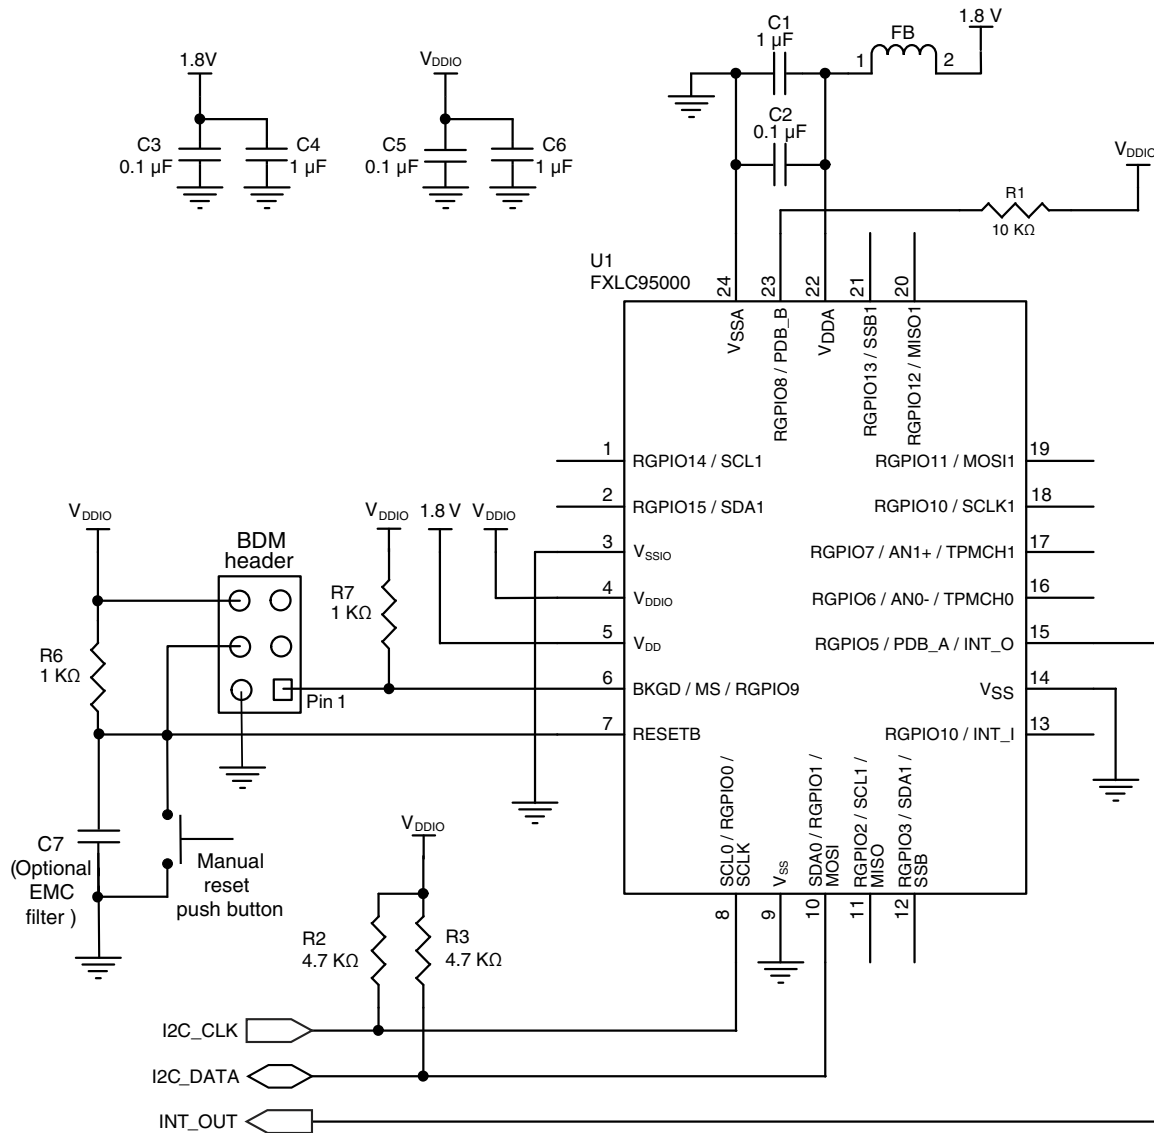 1.8V
C3
0.1 µF
C4
1 µF
VDDIO
C5
0.1 µF
C6
1 µF
C1
1 µF
C2
0.1 µF
1
FB
2
1.8 V
VDDIO
R1
10 KΩ
U1
FXLC95000
24
23
22
21
20
VSSA
RGPIO8 / PDB_B
VDDA
RGPIO13 / SSB1
RGPIO12 / MISO1
1
RGPIO14 / SCL1
2
RGPIO15 / SDA1
3
VSSIO
4
VDDIO
5
VDD
6
BKGD / MS / RGPIO9
7
RESETB
RGPIO11 / MOSI1
19
RGPIO10 / SCLK1
18
RGPIO7 / AN1+ / TPMCH1
17
RGPIO6 / AN0- / TPMCH0
16
RGPIO5 / PDB_A / INT_O
15
VSS
14
RGPIO10 / INT_I
13
SCL0 / RGPIO0 /
SCLK
VSS
SDA0 / RGPIO1 /
MOSI
RGPIO2 / SCL1 /
MISO
RGPIO3 / SDA1 /
SSB
8
9
10
11
12
VDDIO
BDM
header
VDDIO
1.8 V
VDDIO
R7
1 KΩ
R6
1 KΩ
Pin 1
C7
(Optional
EMC
filter )
Manual
reset
push button
VDDIO
R2
4.7 KΩ
R3
4.7 KΩ
I2C_CLK
I2C_DATA
INT_OUT